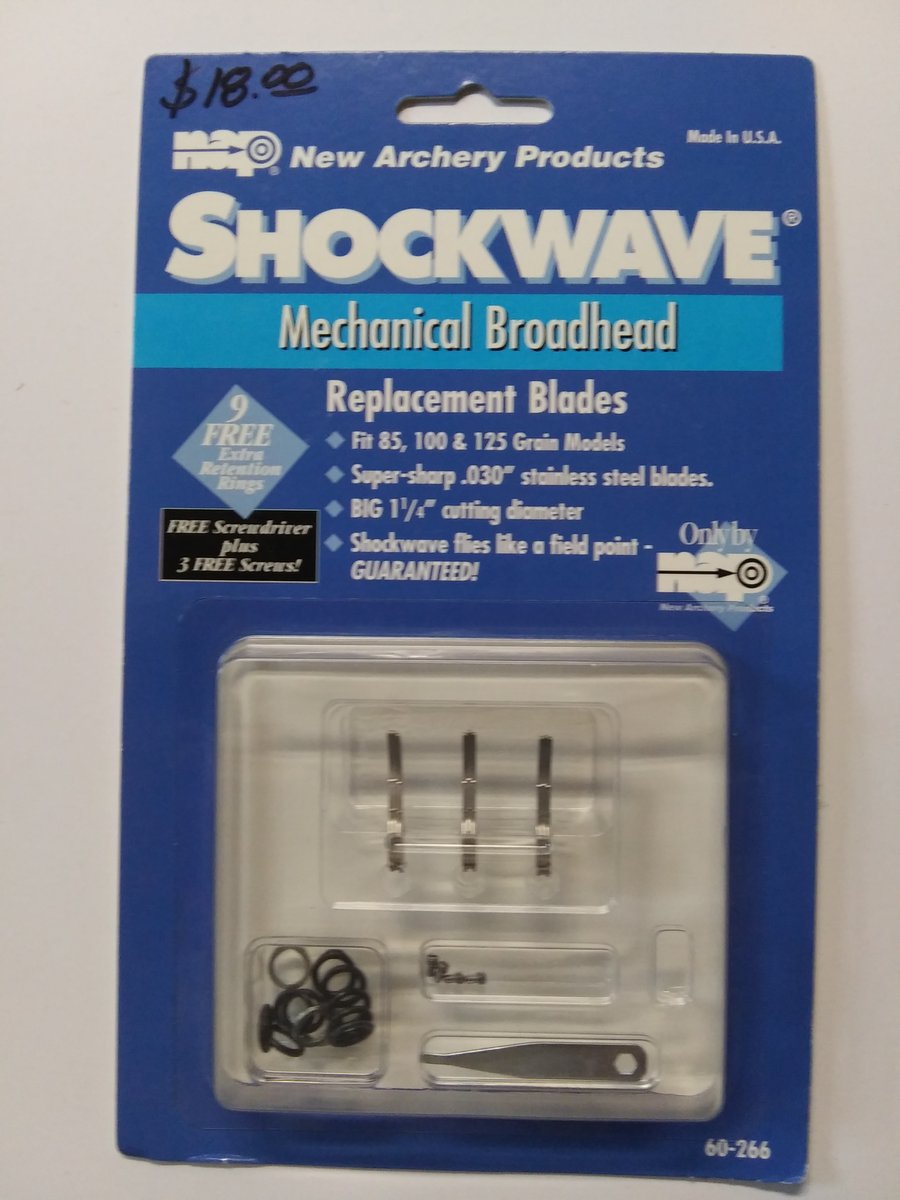 $18.00
nap® New Archery Products
Made In U.S.A.
SHOCKWAVE®
Mechanical Broadhead
Replacement Blades
9
FREE
Extra
Retention
Rings
Fit 85, 100 & 125 Grain Models
Super-sharp .030" stainless steel blades.
BIG 1 1/4" cutting diameter
Shockwave flies like a field point -
GUARANTEED!
FREE Screwdriver
plus
3 FREE Screws!
Only by
nap®
New Archery Products
60-266